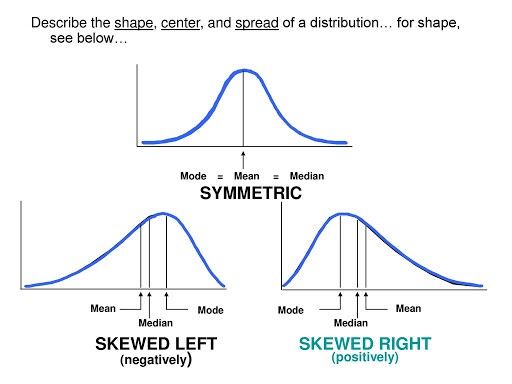 Describe the shape, center, and spread of a distribution… for shape,
see below…
Mode = Mean = Median
SYMMETRIC
Mean Mode
Median
SKEWED LEFT
(negatively)
Mode Mean
Median
SKEWED RIGHT
(positively)